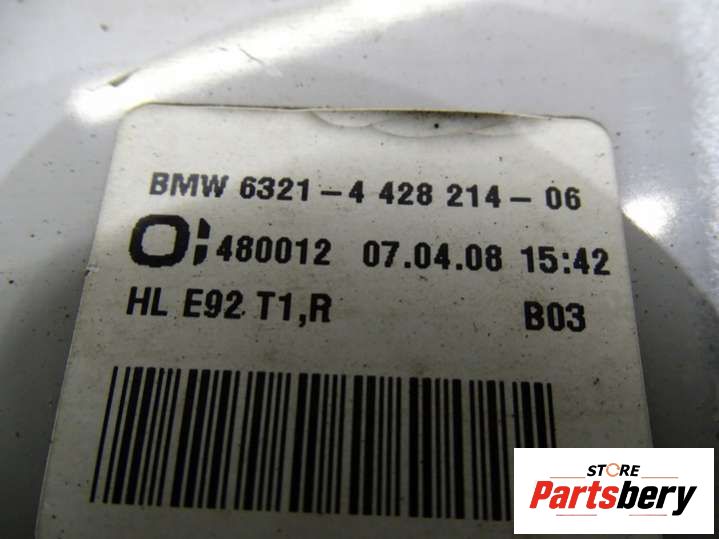 BMW 6321-4 428 214-06
480012 07.04.08 15:42
HL E92 T1,R B03
STORE
Partsbery